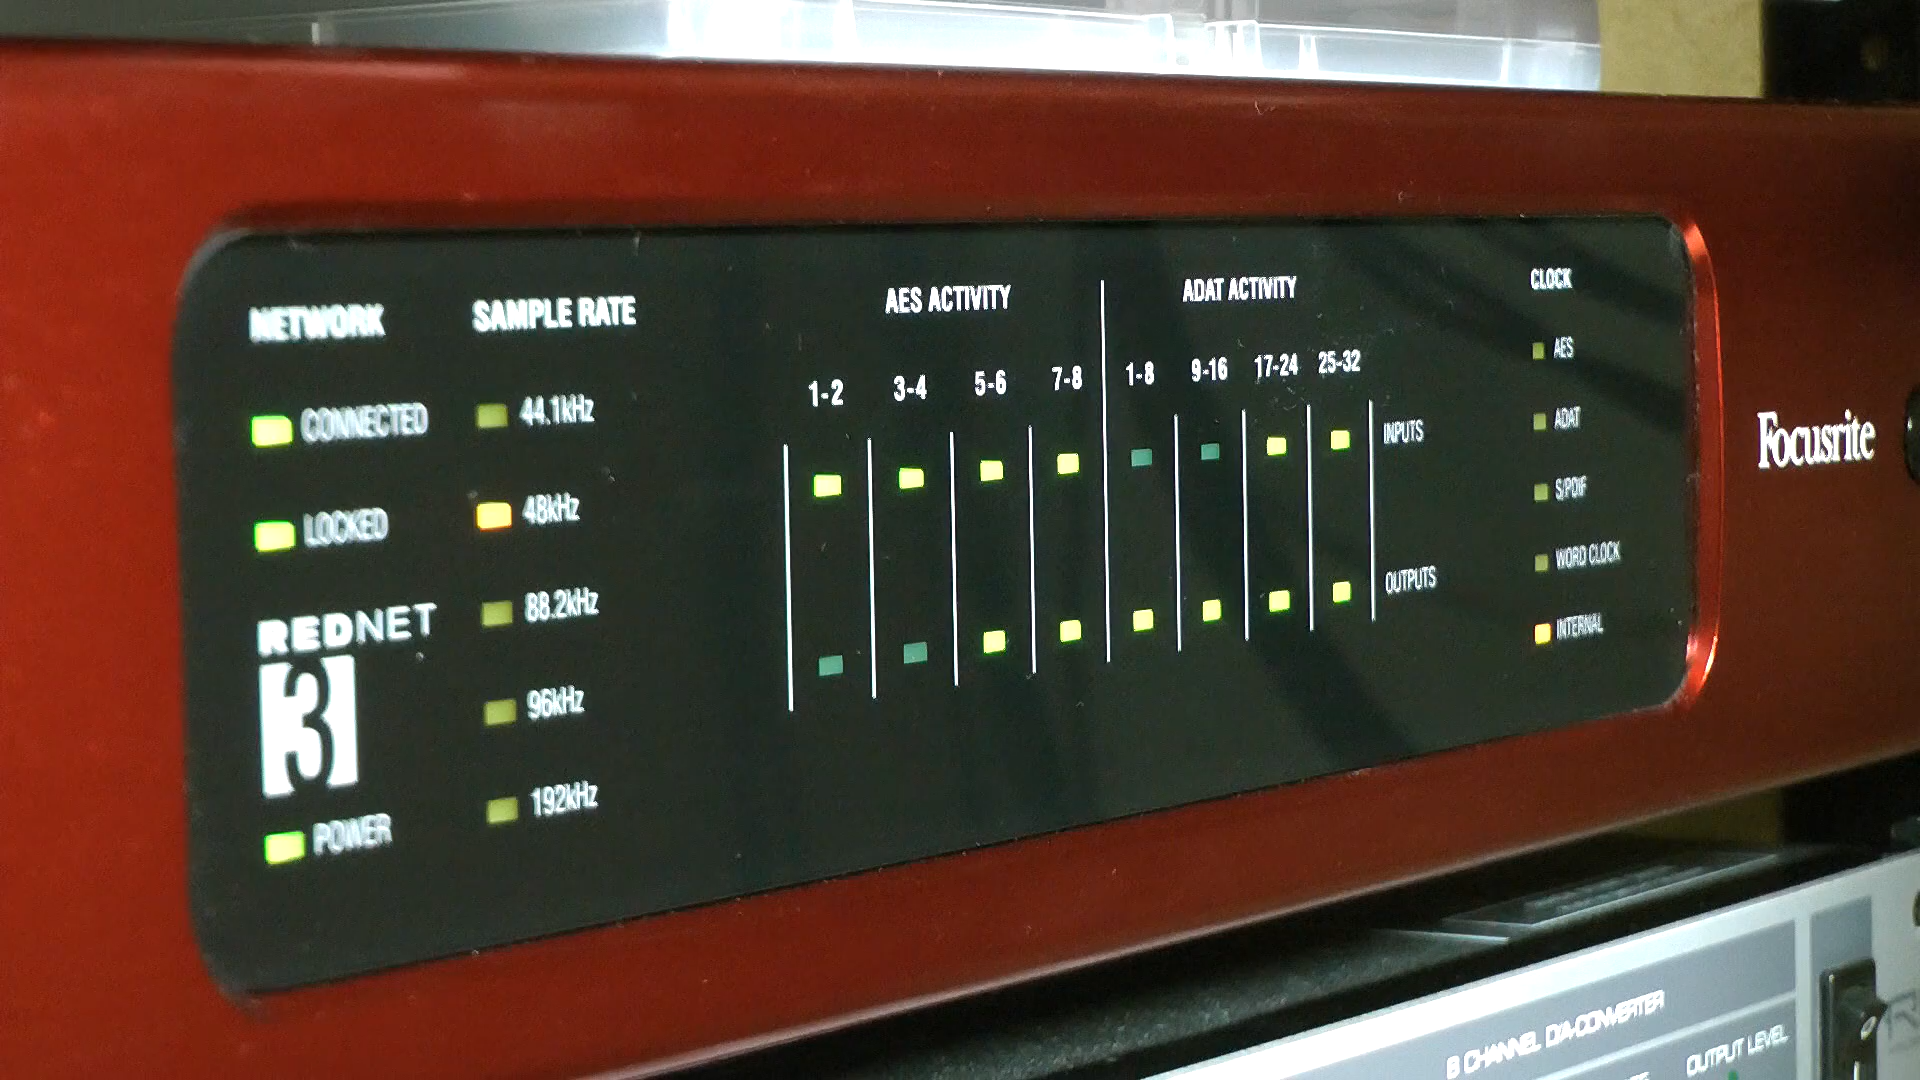 NETWORK
CONNECTED
LOCKED
REDNET
3
POWER
SAMPLE RATE
44.1kHz
48kHz
88.2kHz
96kHz
192kHz
AES ACTIVITY
1-2 3-4 5-6 7-8
ADAT ACTIVITY
1-8 9-16 17-24 25-32
INPUTS
OUTPUTS
CLOCK
AES
ADAT
S/PDIF
WORD CLOCK
INTERNAL
Focusrite
8 CHANNEL D/A-CONVERTER
OUTPUT LEVEL